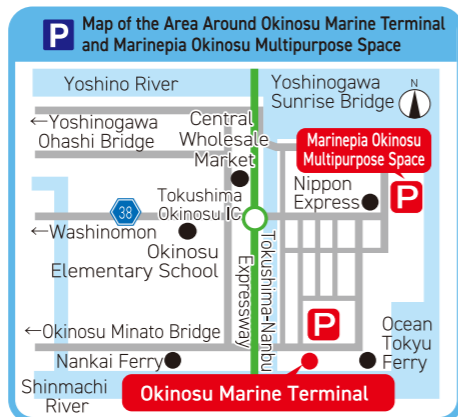 P Map of the Area Around Okinosu Marine Terminal
and Marinepia Okinosu Multipurpose Space
Yoshino River
Yoshinogawa
Sunrise Bridge
N
←Yoshinogawa
Ohashi Bridge
Central
Wholesale
Market
Marinepia Okinosu
Multipurpose Space
P
Nippon
Express
Tokushima
Okinosu IC
38
←Washinomon
Okinosu
Elementary School
Tokushima-Nanbu
Expressway
P
←Okinosu Minato Bridge
Ocean
Tokyu
Ferry
Nankai Ferry
Shinmachi
River
Okinosu Marine Terminal